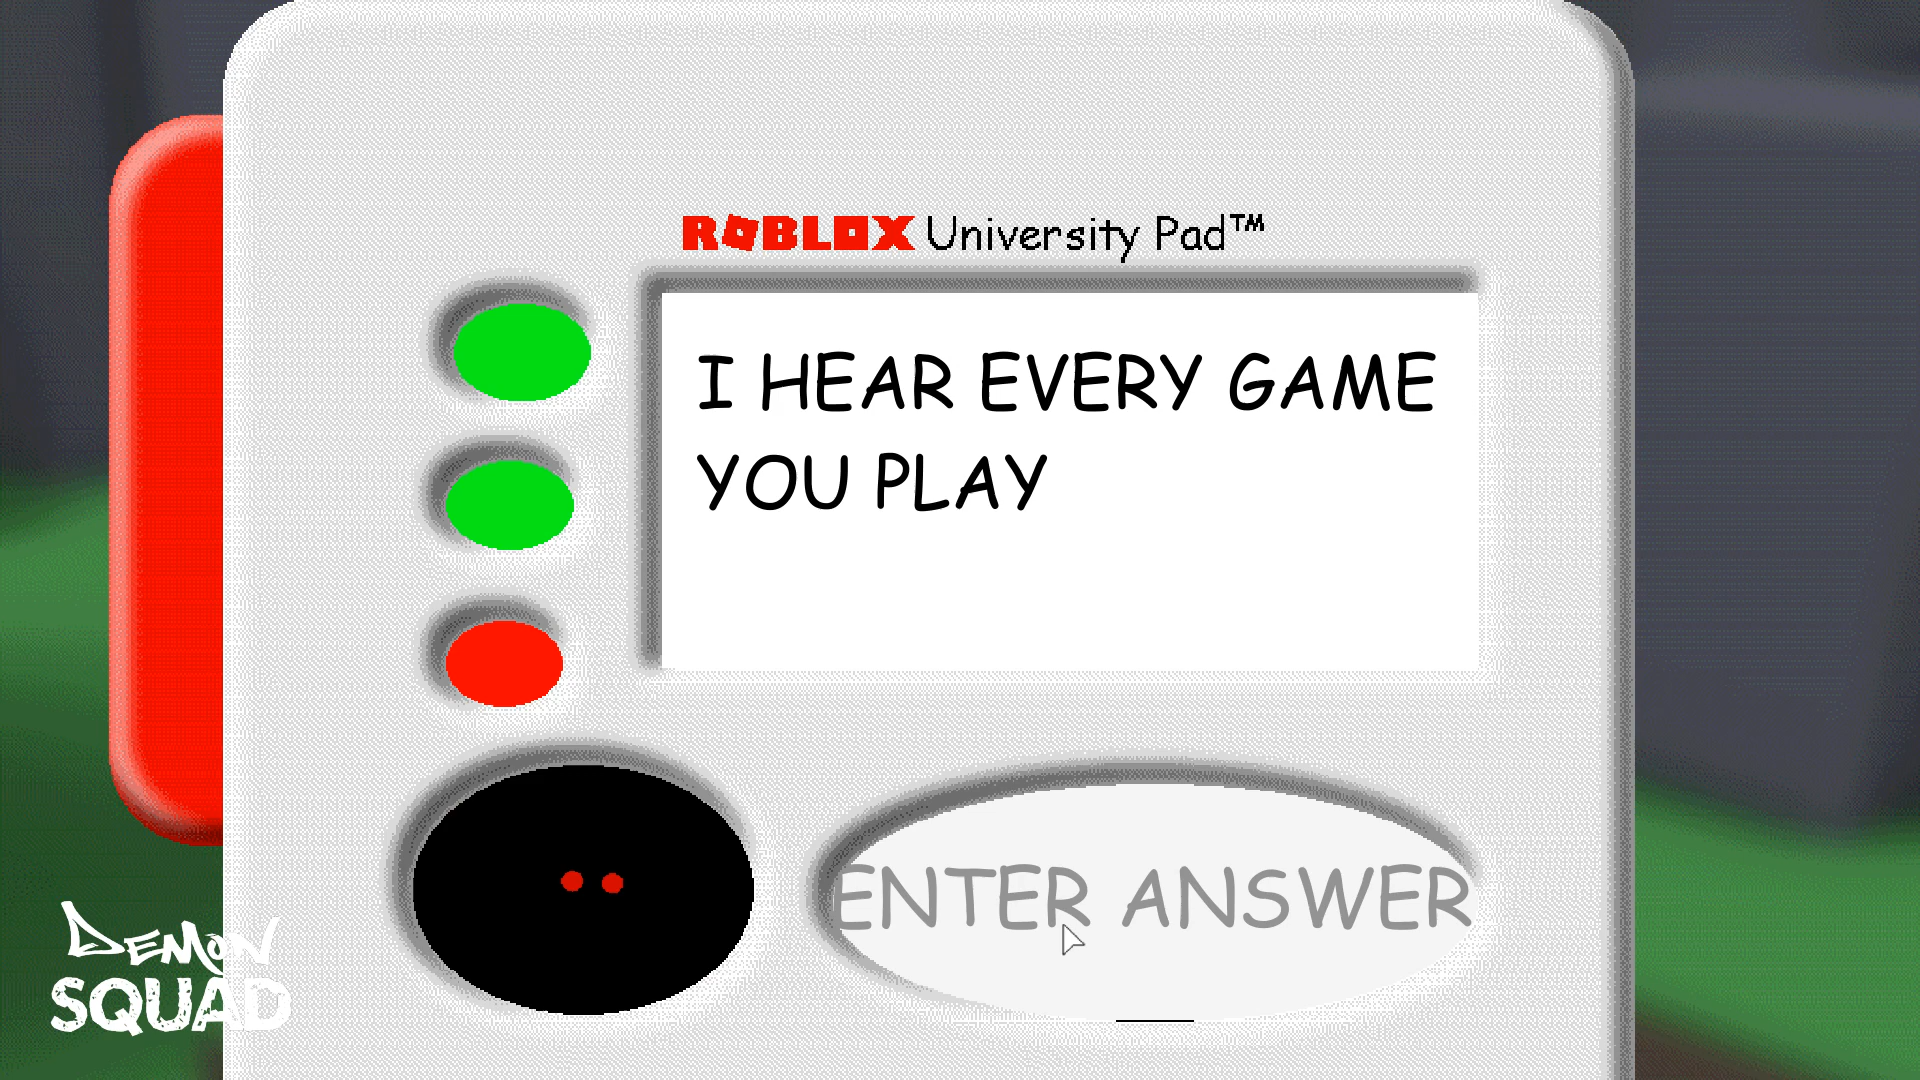 ROBLOX University Pad™
I HEAR EVERY GAME
YOU PLAY
ENTER ANSWER
DEMON
SQUAD